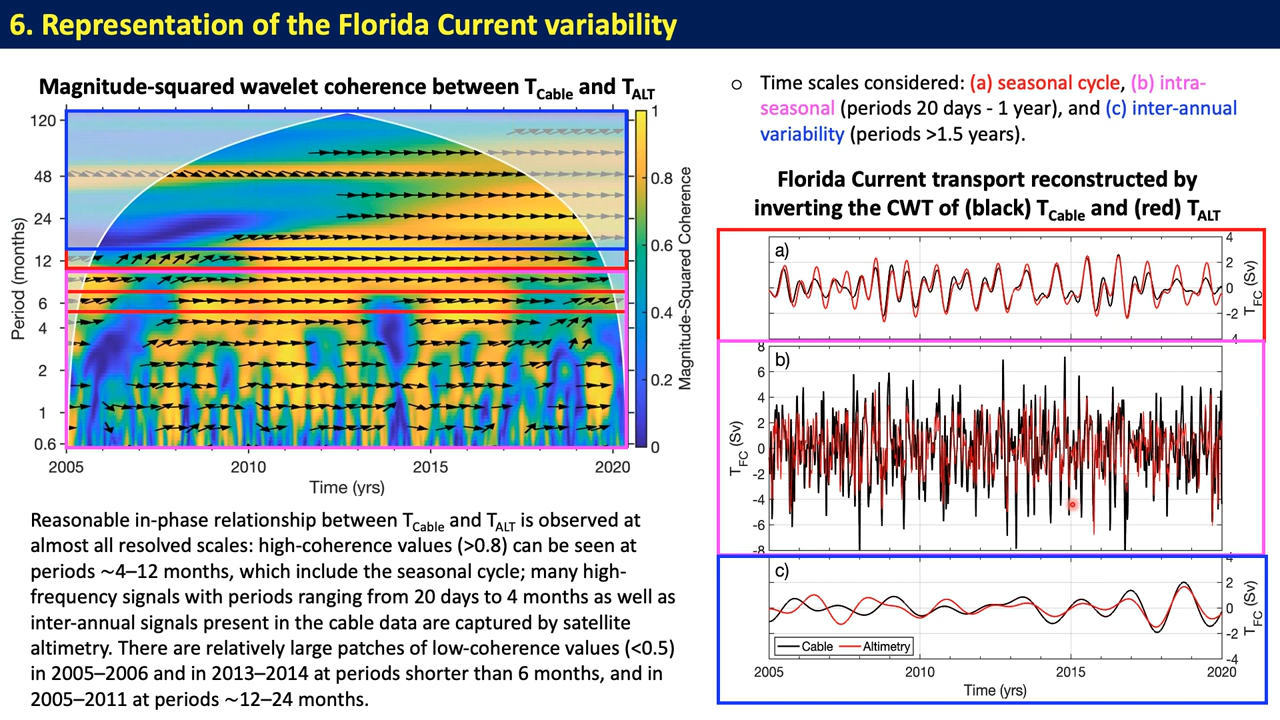 6. Representation of the Florida Current variability
Magnitude-squared wavelet coherence between TCable and TALT
120
48
24
12
6
4
2
1
0.6
Period (months)
2005
2010
2015
2020
Time (yrs)
1
0.8
0.6
0.4
0.2
0
Magnitude-Squared Coherence
Reasonable in-phase relationship between TCable and TALT is observed at
almost all resolved scales: high-coherence values (>0.8) can be seen at
periods ~4–12 months, which include the seasonal cycle; many high-
frequency signals with periods ranging from 20 days to 4 months as well as
inter-annual signals present in the cable data are captured by satellite
altimetry. There are relatively large patches of low-coherence values (<0.5)
in 2005–2006 and in 2013–2014 at periods shorter than 6 months, and in
2005–2011 at periods ~12–24 months.
o Time scales considered: (a) seasonal cycle, (b) intra-
seasonal (periods 20 days - 1 year), and (c) inter-annual
variability (periods >1.5 years).
Florida Current transport reconstructed by
inverting the CWT of (black) TCable and (red) TALT
a)
4
2
0
-2
TFC (Sv)
b)
8
6
4
2
0
-2
-4
-6
-8
TFC (Sv)
c)
2
0
-2
-4
TFC (Sv)
Cable
Altimetry
2005
2010
2015
2020
Time (yrs)